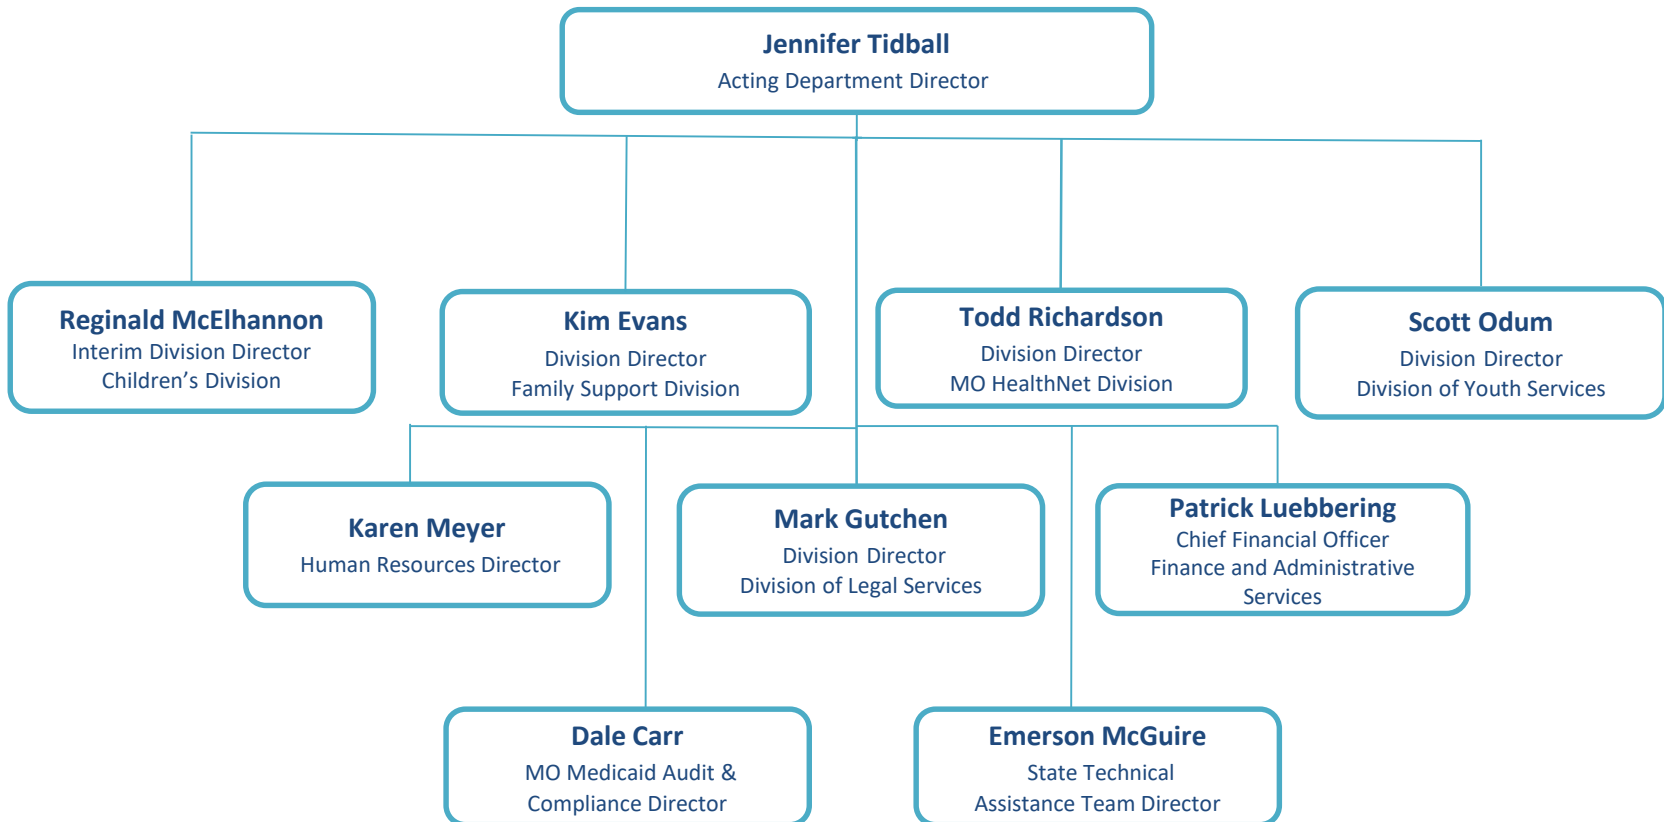 Jennifer Tidball
Acting Department Director
Reginald McElhannon
Interim Division Director
Children’s Division
Kim Evans
Division Director
Family Support Division
Todd Richardson
Division Director
MO HealthNet Division
Scott Odum
Division Director
Division of Youth Services
Karen Meyer
Human Resources Director
Mark Gutchen
Division Director
Division of Legal Services
Patrick Luebbering
Chief Financial Officer
Finance and Administrative
Services
Dale Carr
MO Medicaid Audit &
Compliance Director
Emerson McGuire
State Technical
Assistance Team Director